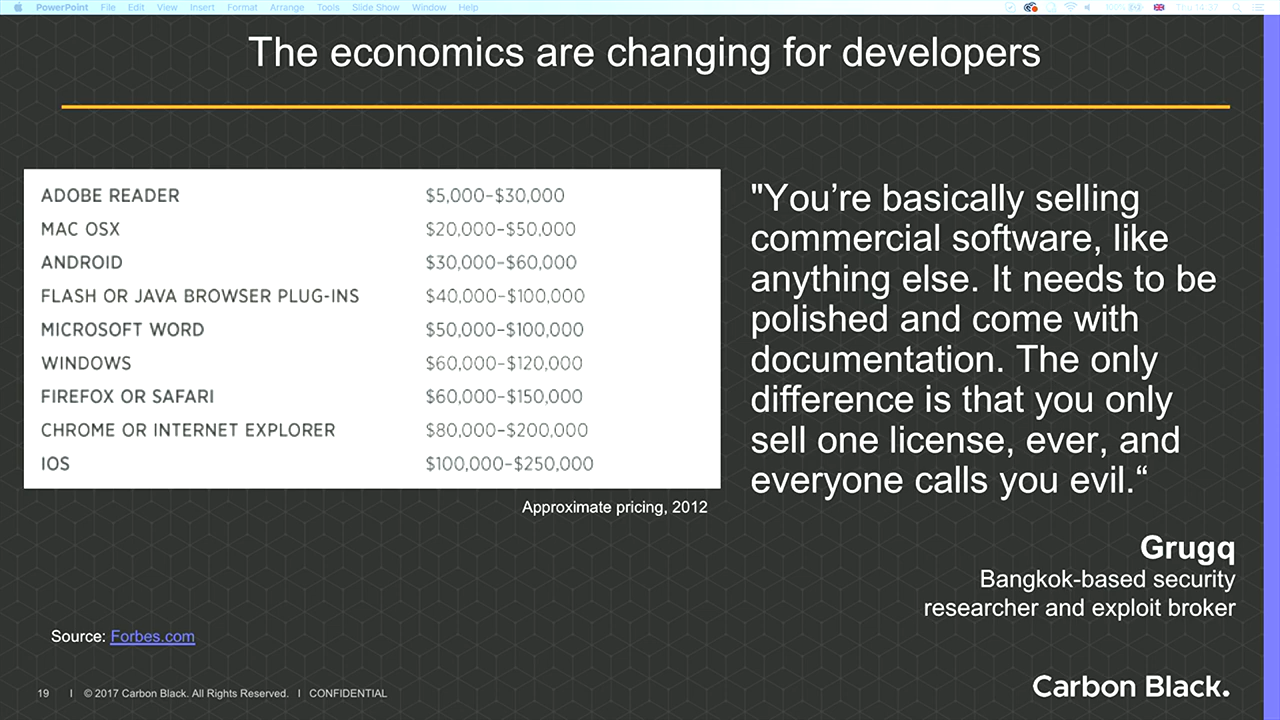 PowerPoint File Edit View Insert Format Arrange Tools Slide Show Window Help 100% Thu 14:37
The economics are changing for developers
ADOBE READER $5,000–$30,000
MAC OSX $20,000–$50,000
ANDROID $30,000–$60,000
FLASH OR JAVA BROWSER PLUG-INS $40,000–$100,000
MICROSOFT WORD $50,000–$100,000
WINDOWS $60,000–$120,000
FIREFOX OR SAFARI $60,000–$150,000
CHROME OR INTERNET EXPLORER $80,000–$200,000
IOS $100,000–$250,000
Approximate pricing, 2012
"You’re basically selling
commercial software, like
anything else. It needs to be
polished and come with
documentation. The only
difference is that you only
sell one license, ever, and
everyone calls you evil.“
Grugq
Bangkok-based security
researcher and exploit broker
Source: Forbes.com
19 I © 2017 Carbon Black. All Rights Reserved. I CONFIDENTIAL
Carbon Black.